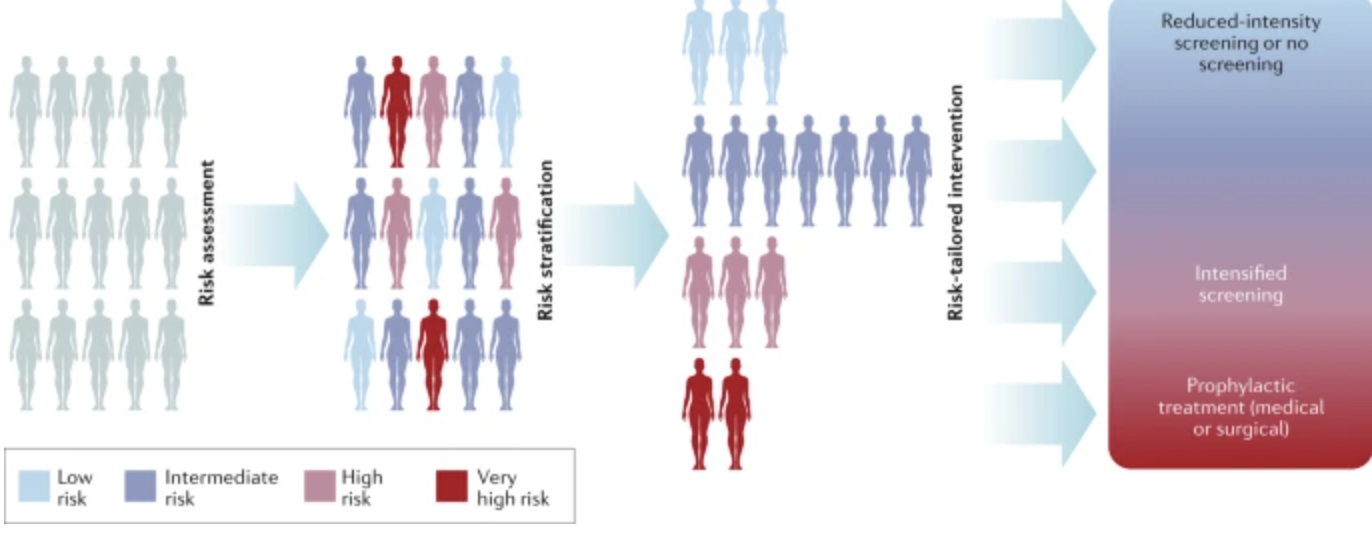 Risk assessment
Risk stratification
Risk-tailored intervention
Reduced-intensity
screening or no
screening
Intensified
screening
Prophylactic
treatment (medical
or surgical)
Low
risk
Intermediate
risk
High
risk
Very
high risk